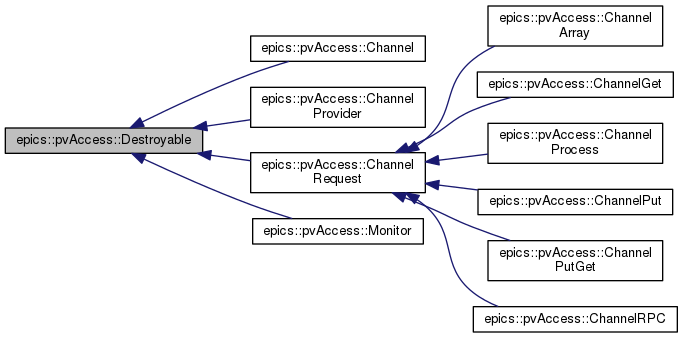 epics::pvAccess::Destroyable
epics::pvAccess::Channel
epics::pvAccess::Channel
Provider
epics::pvAccess::Channel
Request
epics::pvAccess::Monitor
epics::pvAccess::Channel
Array
epics::pvAccess::ChannelGet
epics::pvAccess::Channel
Process
epics::pvAccess::ChannelPut
epics::pvAccess::Channel
PutGet
epics::pvAccess::ChannelRPC